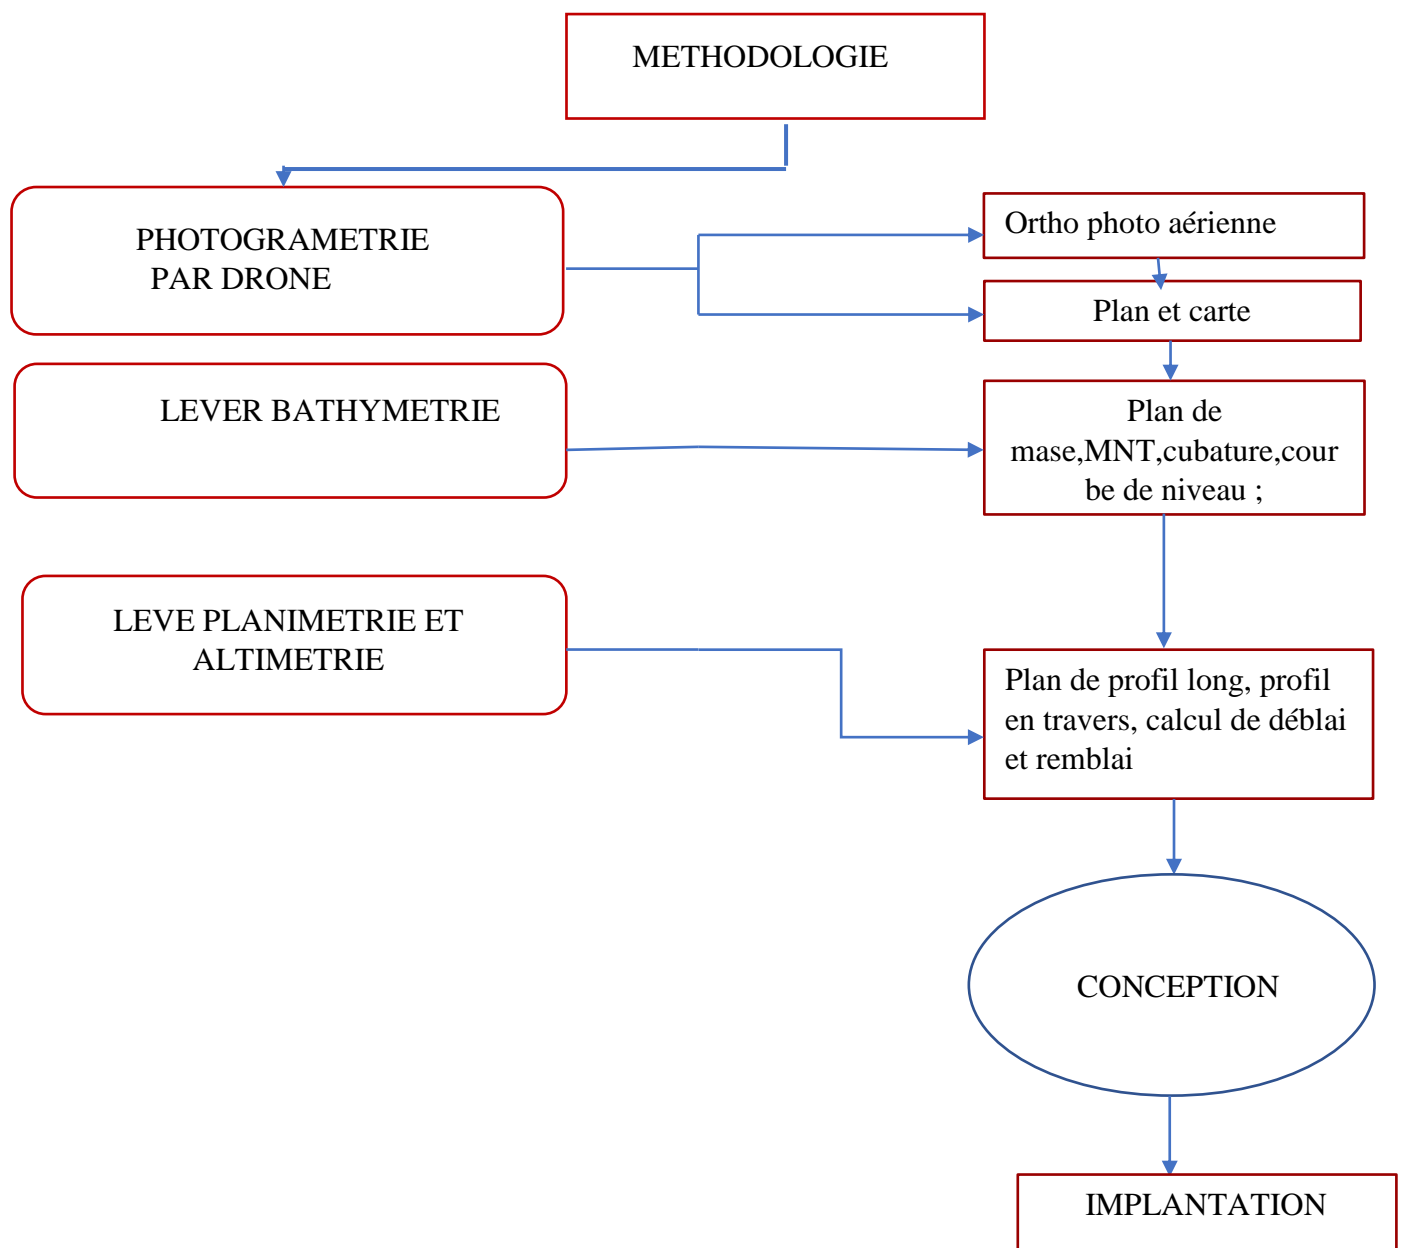 METHODOLOGIE
PHOTOGRAMETRIE
PAR DRONE
Ortho photo aérienne
Plan et carte
LEVER BATHYMETRIE
Plan de
mase,MNT,cubature,cour
be de niveau ;
LEVE PLANIMETRIE ET
ALTIMETRIE
Plan de profil long, profil
en travers, calcul de déblai
et remblai
CONCEPTION
IMPLANTATION